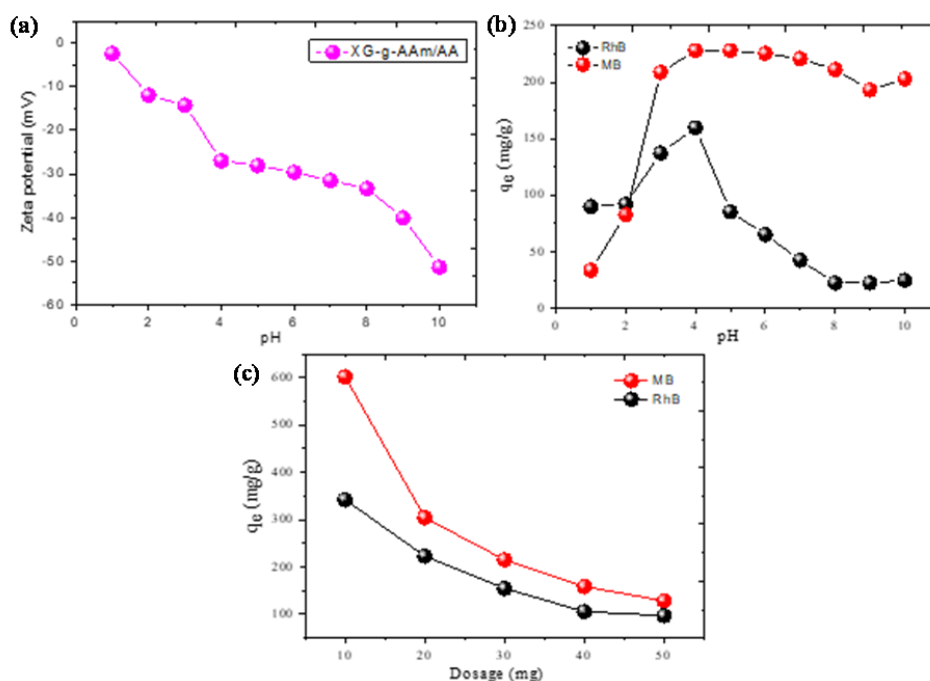 (a)
XG-g-AAm/AA
Zeta potential (mV)
0
-10
-20
-30
-40
-50
-60
0
2
4
6
8
10
pH
(b)
RhB
MB
qe (mg/g)
250
200
150
100
50
0
0
2
4
6
8
10
pH
(c)
MB
RhB
qe (mg/g)
600
500
400
300
200
100
10
20
30
40
50
Dosage (mg)